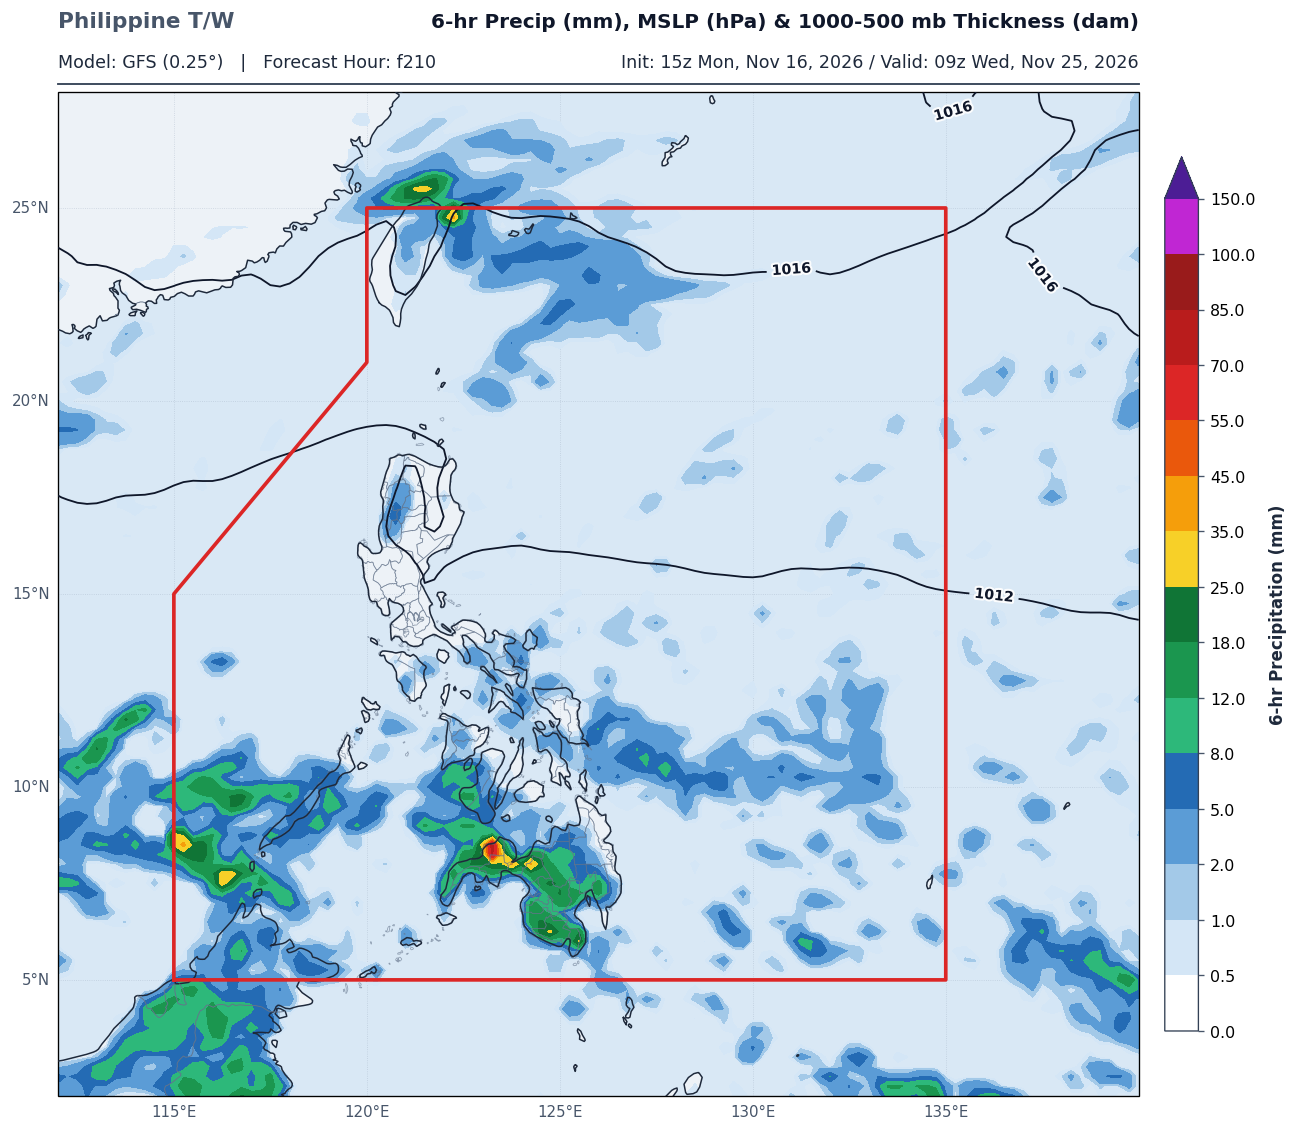 Philippine T/W
6-hr Precip (mm), MSLP (hPa) & 1000-500 mb Thickness (dam)
Model: GFS (0.25°) | Forecast Hour: f210
Init: 15z Mon, Nov 16, 2026 / Valid: 09z Wed, Nov 25, 2026
1016
1016
1016
1012
25°N
20°N
15°N
10°N
5°N
115°E
120°E
125°E
130°E
135°E
150.0
100.0
85.0
70.0
55.0
45.0
35.0
25.0
18.0
12.0
8.0
5.0
2.0
1.0
0.5
0.0
6-hr Precipitation (mm)